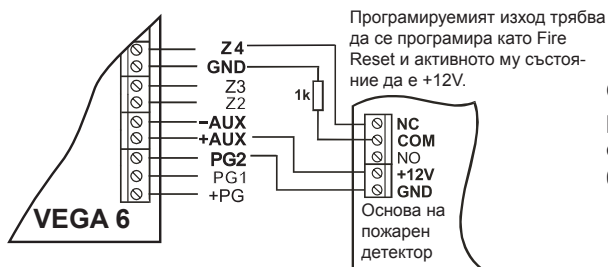 Програмируемият изход трябва
да се програмира като Fire
Reset и активното му състоя-
ние да е +12V.
Z4
GND
Z3
Z2
-AUX
+AUX
PG2
PG1
+PG
VEGA 6
1k
NC
COM
NO
+12V
GND
Основа на
пожарен
детектор